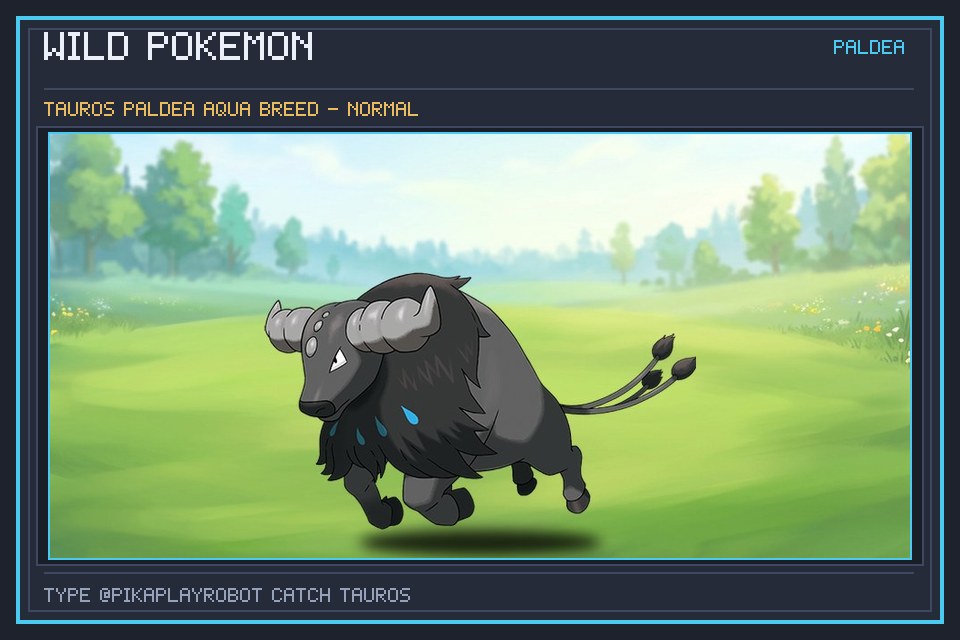 WILD POKEMON
PALDEA
TAUROS PALDEA AQUA BREED - NORMAL
TYPE @PIKAPLAYROBOT CATCH TAUROS